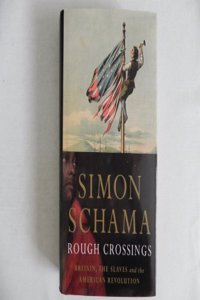 SIMON
SCHAMA
ROUGH CROSSINGS
BRITAIN, THE SLAVES and the
AMERICAN REVOLUTION